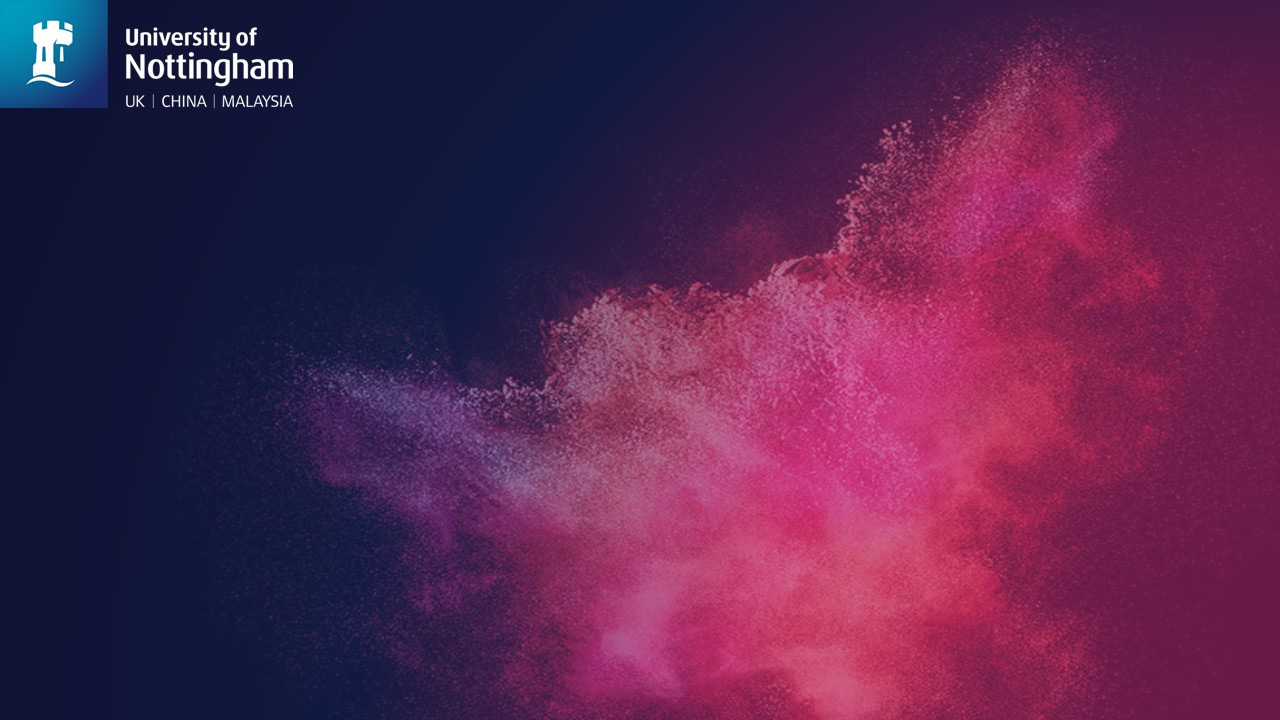 University of
Nottingham
UK | CHINA | MALAYSIA